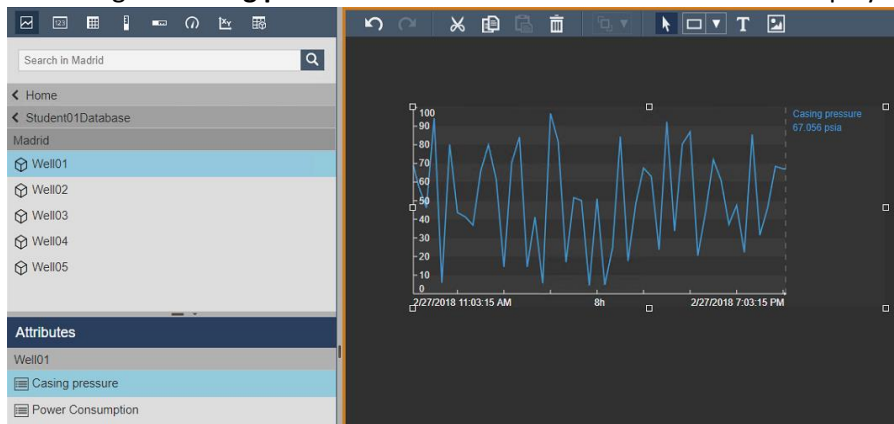 Search in Madrid
Home
Student01Database
Madrid
Well01
Well02
Well03
Well04
Well05
Attributes
Well01
Casing pressure
Power Consumption
T
100
90
80
70
60
50
40
30
20
10
0
2/27/2018 11:03:15 AM
8h
2/27/2018 7:03:15 PM
Casing pressure
67.056 psia